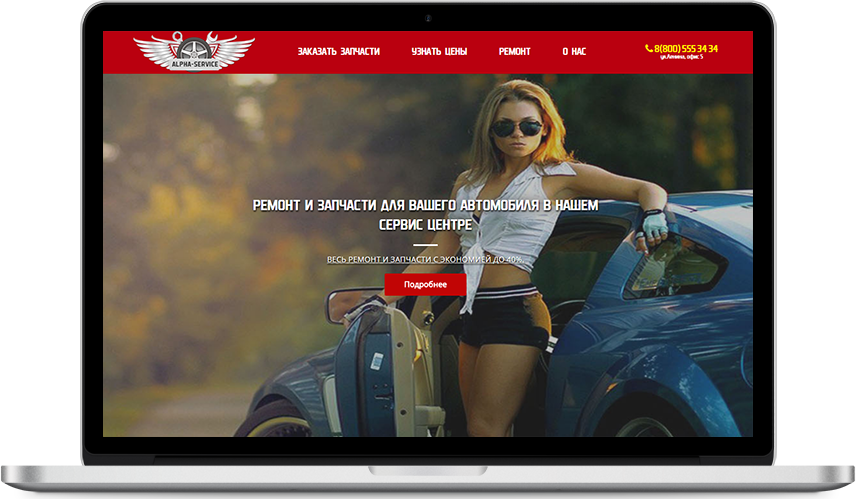 ALPHA-SERVICE
ЗАКАЗАТЬ ЗАПЧАСТИ
УЗНАТЬ ЦЕНЫ
РЕМОНТ
О НАС
8(800) 555 34 34
ул.Ленина, офис 5
РЕМОНТ И ЗАПЧАСТИ ДЛЯ ВАШЕГО АВТОМОБИЛЯ В НАШЕМ
СЕРВИС ЦЕНТРЕ
ВЕСЬ РЕМОНТ И ЗАПЧАСТИ С ЭКОНОМИЕЙ ДО 40%.
Подробнее